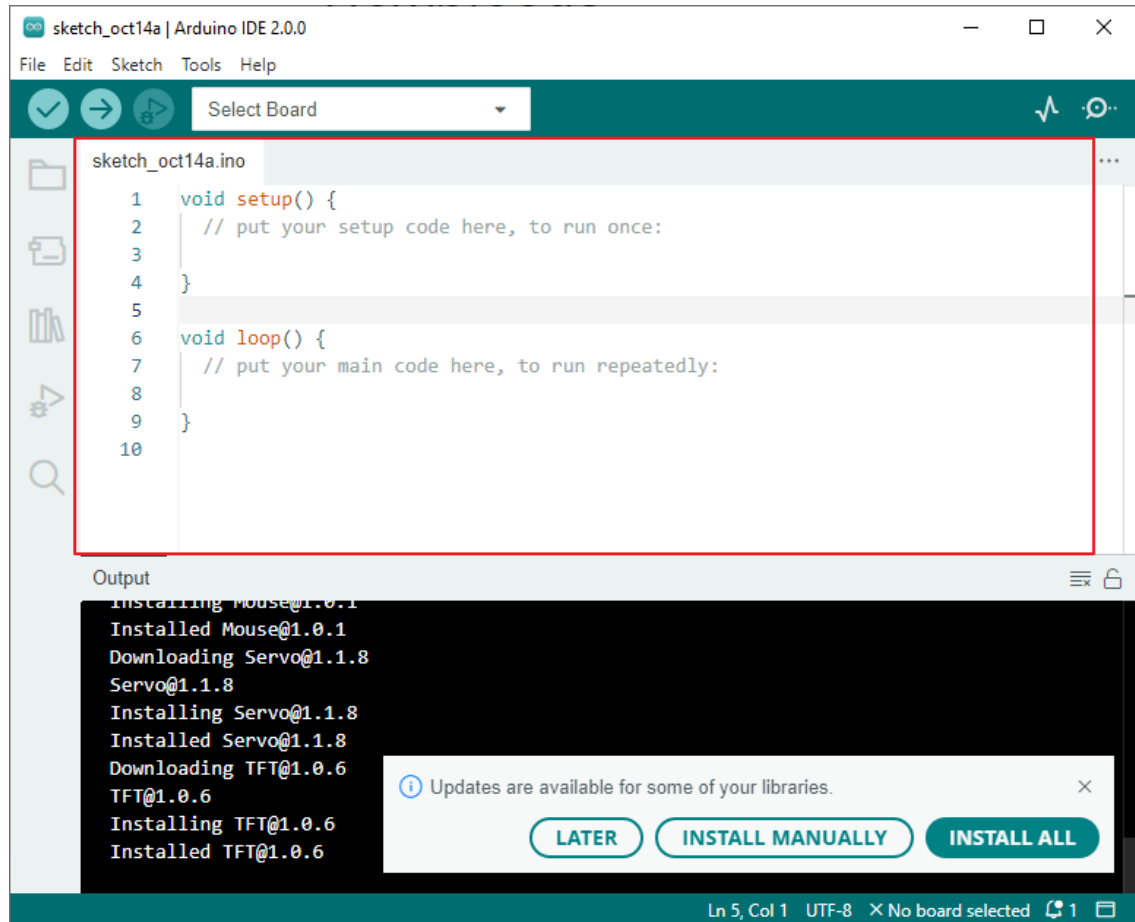 sketch_oct14a | Arduino IDE 2.0.0
File Edit Sketch Tools Help
Select Board
sketch_oct14a.ino
1 void setup() {
2 // put your setup code here, to run once:
3
4 }
5
6 void loop() {
7 // put your main code here, to run repeatedly:
8
9 }
10
Output
Installing Mouse@1.0.1
Installed Mouse@1.0.1
Downloading Servo@1.1.8
Servo@1.1.8
Installing Servo@1.1.8
Installed Servo@1.1.8
Downloading TFT@1.0.6
TFT@1.0.6
Installing TFT@1.0.6
Installed TFT@1.0.6
Updates are available for some of your libraries.
LATER INSTALL MANUALLY INSTALL ALL
Ln 5, Col 1 UTF-8 No board selected 1